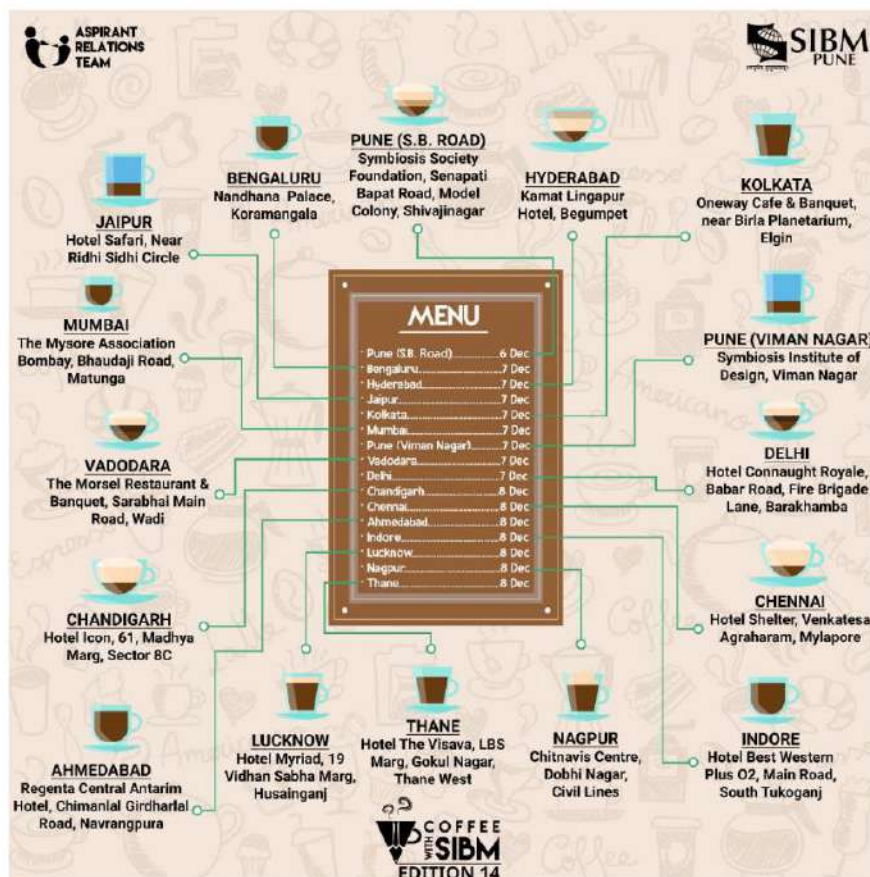 ASPIRANT
RELATIONS
TEAM
SIBM
PUNE
PUNE (S.B. ROAD)
Symbiosis Society
Foundation, Senapati
Bapat Road, Model
Colony, Shivajinagar
BENGALURU
Nandhana Palace,
Koramangala
HYDERABAD
Kamat Lingapur
Hotel, Begumpet
KOLKATA
Oneway Cafe & Banquet,
near Birla Planetarium,
Elgin
JAIPUR
Hotel Safari, Near
Ridhi Sidhi Circle
MUMBAI
The Mysore Association
Bombay, Bhaudaji Road,
Matunga
PUNE (VIMAN NAGAR)
Symbiosis Institute of
Design, Viman Nagar
VADODARA
The Morsel Restaurant &
Banquet, Sarabhai Main
Road, Wadi
DELHI
Hotel Connaught Royale,
Babar Road, Fire Brigade
Lane, Barakhamba
MENU
Pune (S.B. Road)..........6 Dec
Bengaluru..........7 Dec
Hyderabad..........7 Dec
Jaipur..........7 Dec
Kolkata..........7 Dec
Mumbai..........7 Dec
Pune (Viman Nagar)..........7 Dec
Vadodara..........7 Dec
Delhi..........7 Dec
Chandigarh..........8 Dec
Chennai..........8 Dec
Ahmedabad..........8 Dec
Indore..........8 Dec
Lucknow..........8 Dec
Nagpur..........8 Dec
Thane..........8 Dec
CHANDIGARH
Hotel Icon, 61, Madhya
Marg, Sector 8C
CHENNAI
Hotel Shelter, Venkatesa
Agraharam, Mylapore
AHMEDABAD
Regenta Central Antarim
Hotel, Chimanlal Girdharlal
Road, Navrangpura
LUCKNOW
Hotel Myriad, 19
Vidhan Sabha Marg,
Husainganj
THANE
Hotel The Visava, LBS
Marg, Gokul Nagar,
Thane West
NAGPUR
Chitnavis Centre,
Dobhi Nagar,
Civil Lines
INDORE
Hotel Best Western
Plus O2, Main Road,
South Tukoganj
COFFEE
WITH SIBM
EDITION 14